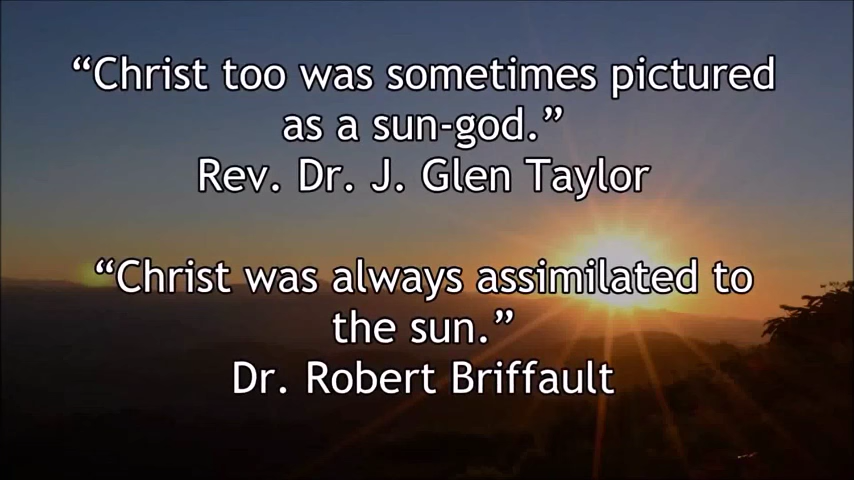 “Christ too was sometimes pictured
as a sun-god.”
Rev. Dr. J. Glen Taylor
“Christ was always assimilated to
the sun.”
Dr. Robert Briffault